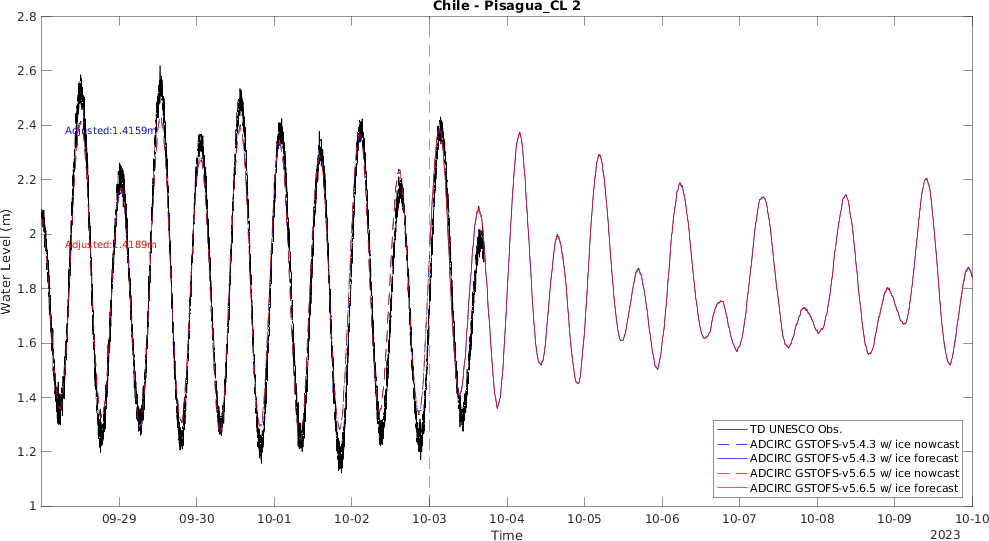 Chile - Pisagua_CL 2
Water Level (m)
2.8
2.6
2.4
2.2
2
1.8
1.6
1.4
1.2
1
Adjusted:1.4159m
Adjusted:1.4189m
TD UNESCO Obs.
ADCIRC GSTOFS-v5.4.3 w/ ice nowcast
ADCIRC GSTOFS-v5.4.3 w/ ice forecast
ADCIRC GSTOFS-v5.6.5 w/ ice nowcast
ADCIRC GSTOFS-v5.6.5 w/ ice forecast
09-29 09-30 10-01 10-02 10-03 10-04 10-05 10-06 10-07 10-08 10-09 10-10
Time
2023